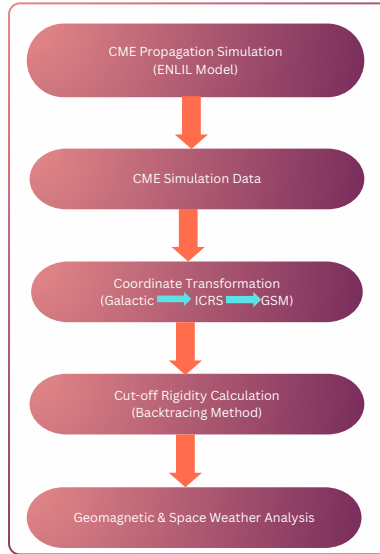 CME Propagation Simulation
(ENLIL Model)
CME Simulation Data
Coordinate Transformation
(Galactic ICRS GSM)
Cut-off Rigidity Calculation
(Backtracing Method)
Geomagnetic & Space Weather Analysis